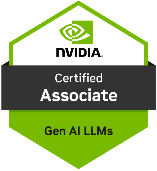 NVIDIA
Certified
Associate
Gen AI LLMs